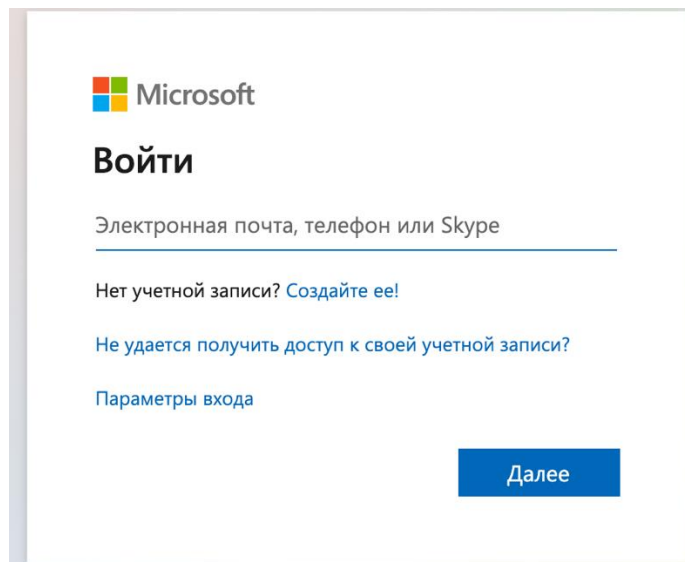 Microsoft
Войти
Электронная почта, телефон или Skype
Нет учетной записи? Создайте ее!
Не удается получить доступ к своей учетной записи?
Параметры входа
Далее